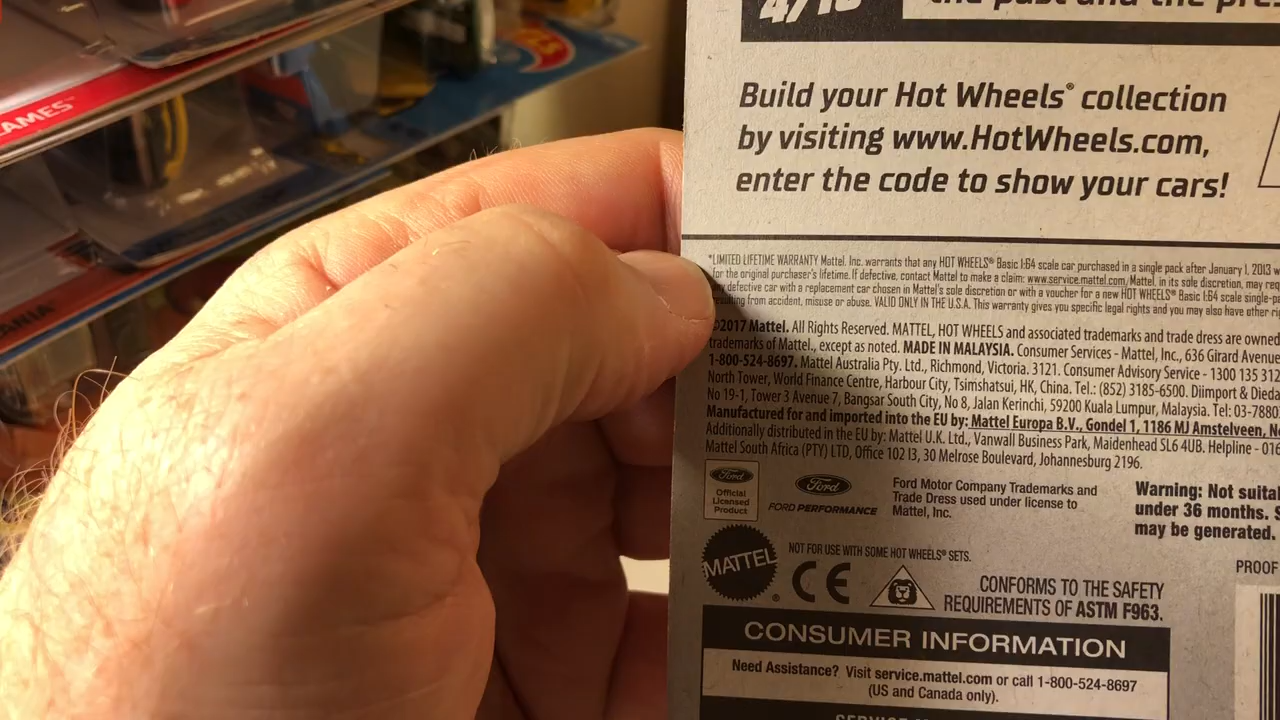 4/10
the past and the pres
Build your Hot Wheels® collection
by visiting www.HotWheels.com,
enter the code to show your cars!
*LIMITED LIFETIME WARRANTY Mattel, Inc. warrants that any HOT WHEELS® Basic 1:64 scale car purchased in a single pack after January 1, 2013 w
for the original purchaser's lifetime. If defective, contact Mattel to make a claim: www.service.mattel.com. Mattel, in its sole discretion, may rep
any defective car with a replacement car chosen in Mattel's sole discretion or with a voucher for a new HOT WHEELS® Basic 1:64 scale single-p
resulting from accident, misuse or abuse. VALID ONLY IN THE U.S.A. This warranty gives you specific legal rights and you may also have other rig
©2017 Mattel. All Rights Reserved. MATTEL, HOT WHEELS and associated trademarks and trade dress are owned
trademarks of Mattel., except as noted. MADE IN MALAYSIA. Consumer Services - Mattel, Inc., 636 Girard Avenue
1-800-524-8697. Mattel Australia Pty. Ltd., Richmond, Victoria. 3121. Consumer Advisory Service - 1300 135 312
North Tower, World Finance Centre, Harbour City, Tsimshatsui, HK, China. Tel.: (852) 3185-6500. Diimport & Dieda
No 19-1, Tower 3 Avenue 7, Bangsar South City, No 8, Jalan Kerinchi, 59200 Kuala Lumpur, Malaysia. Tel: 03-7880
Manufactured for and imported into the EU by: Mattel Europa B.V., Gondel 1, 1186 MJ Amstelveen, Ne
Additionally distributed in the EU by: Mattel U.K. Ltd., Vanwall Business Park, Maidenhead SL6 4UB. Helpline - 016
Mattel South Africa (PTY) LTD, Office 102 I3, 30 Melrose Boulevard, Johannesburg 2196.
Ford
Official
Licensed
Product
Ford
FORD PERFORMANCE
Ford Motor Company Trademarks and
Trade Dress used under license to
Mattel, Inc.
Warning: Not suita
under 36 months. S
may be generated.
MATTEL®
NOT FOR USE WITH SOME HOT WHEELS® SETS.
CE
CONFORMS TO THE SAFETY
REQUIREMENTS OF ASTM F963.
PROOF
CONSUMER INFORMATION
Need Assistance? Visit service.mattel.com or call 1-800-524-8697
(US and Canada only).
AMES™
ANIA